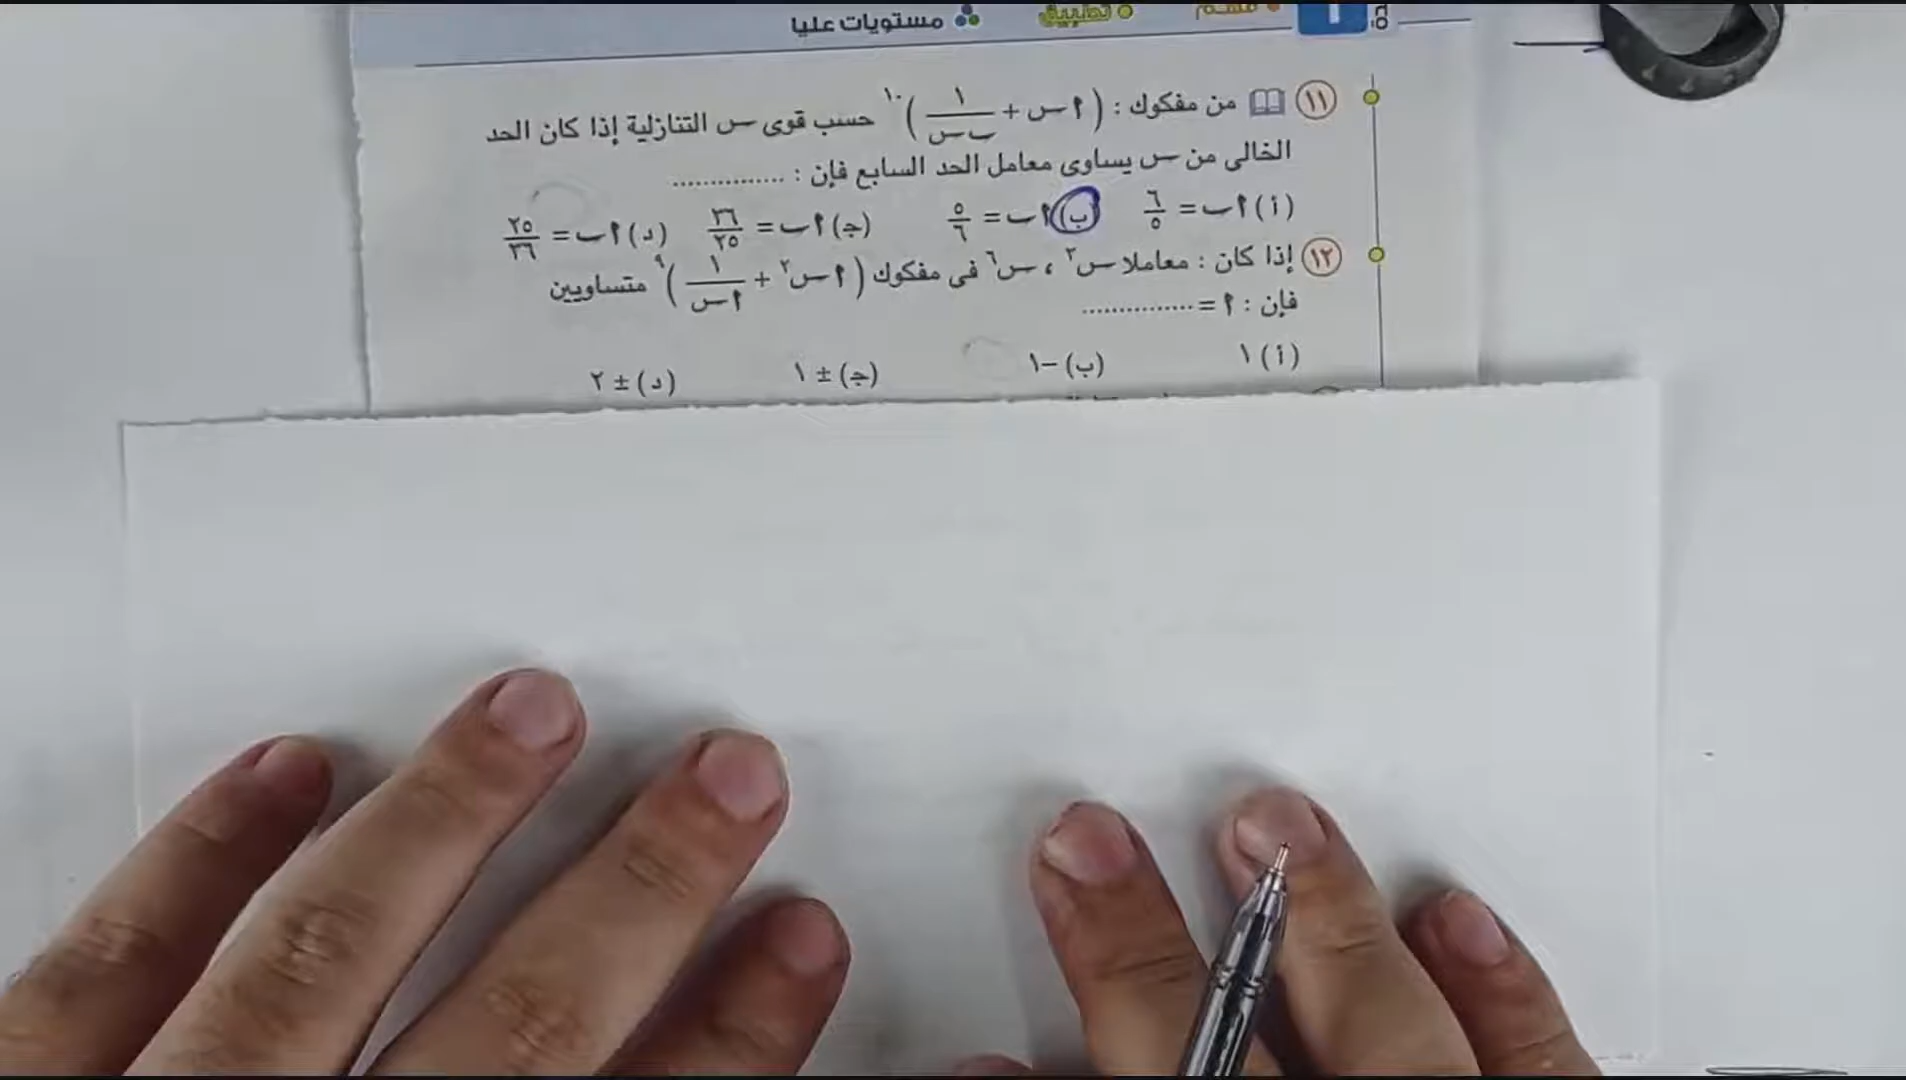 فهم تطبيق مستويات عليا
١١ من مفكوك : (أ س + ١/ب س)^١٠ حسب قوى س التنازلية إذا كان الحد
الخالى من س يساوى معامل الحد السابع فإن : ...............
(أ) أ ب = ٦/٥ (ب) أ ب = ٥/٦ (ج) أ ب = ٣٦/٢٥ (د) أ ب = ٢٥/٣٦
١٢ إذا كان : معاملا س^٣ ، س^٦ فى مفكوك (أ س^٢ + ١/أ س)^٩ متساويين
فإن : أ = ...............
(أ) ١ (ب) -١ (ج) ± ١ (د) ± ٢